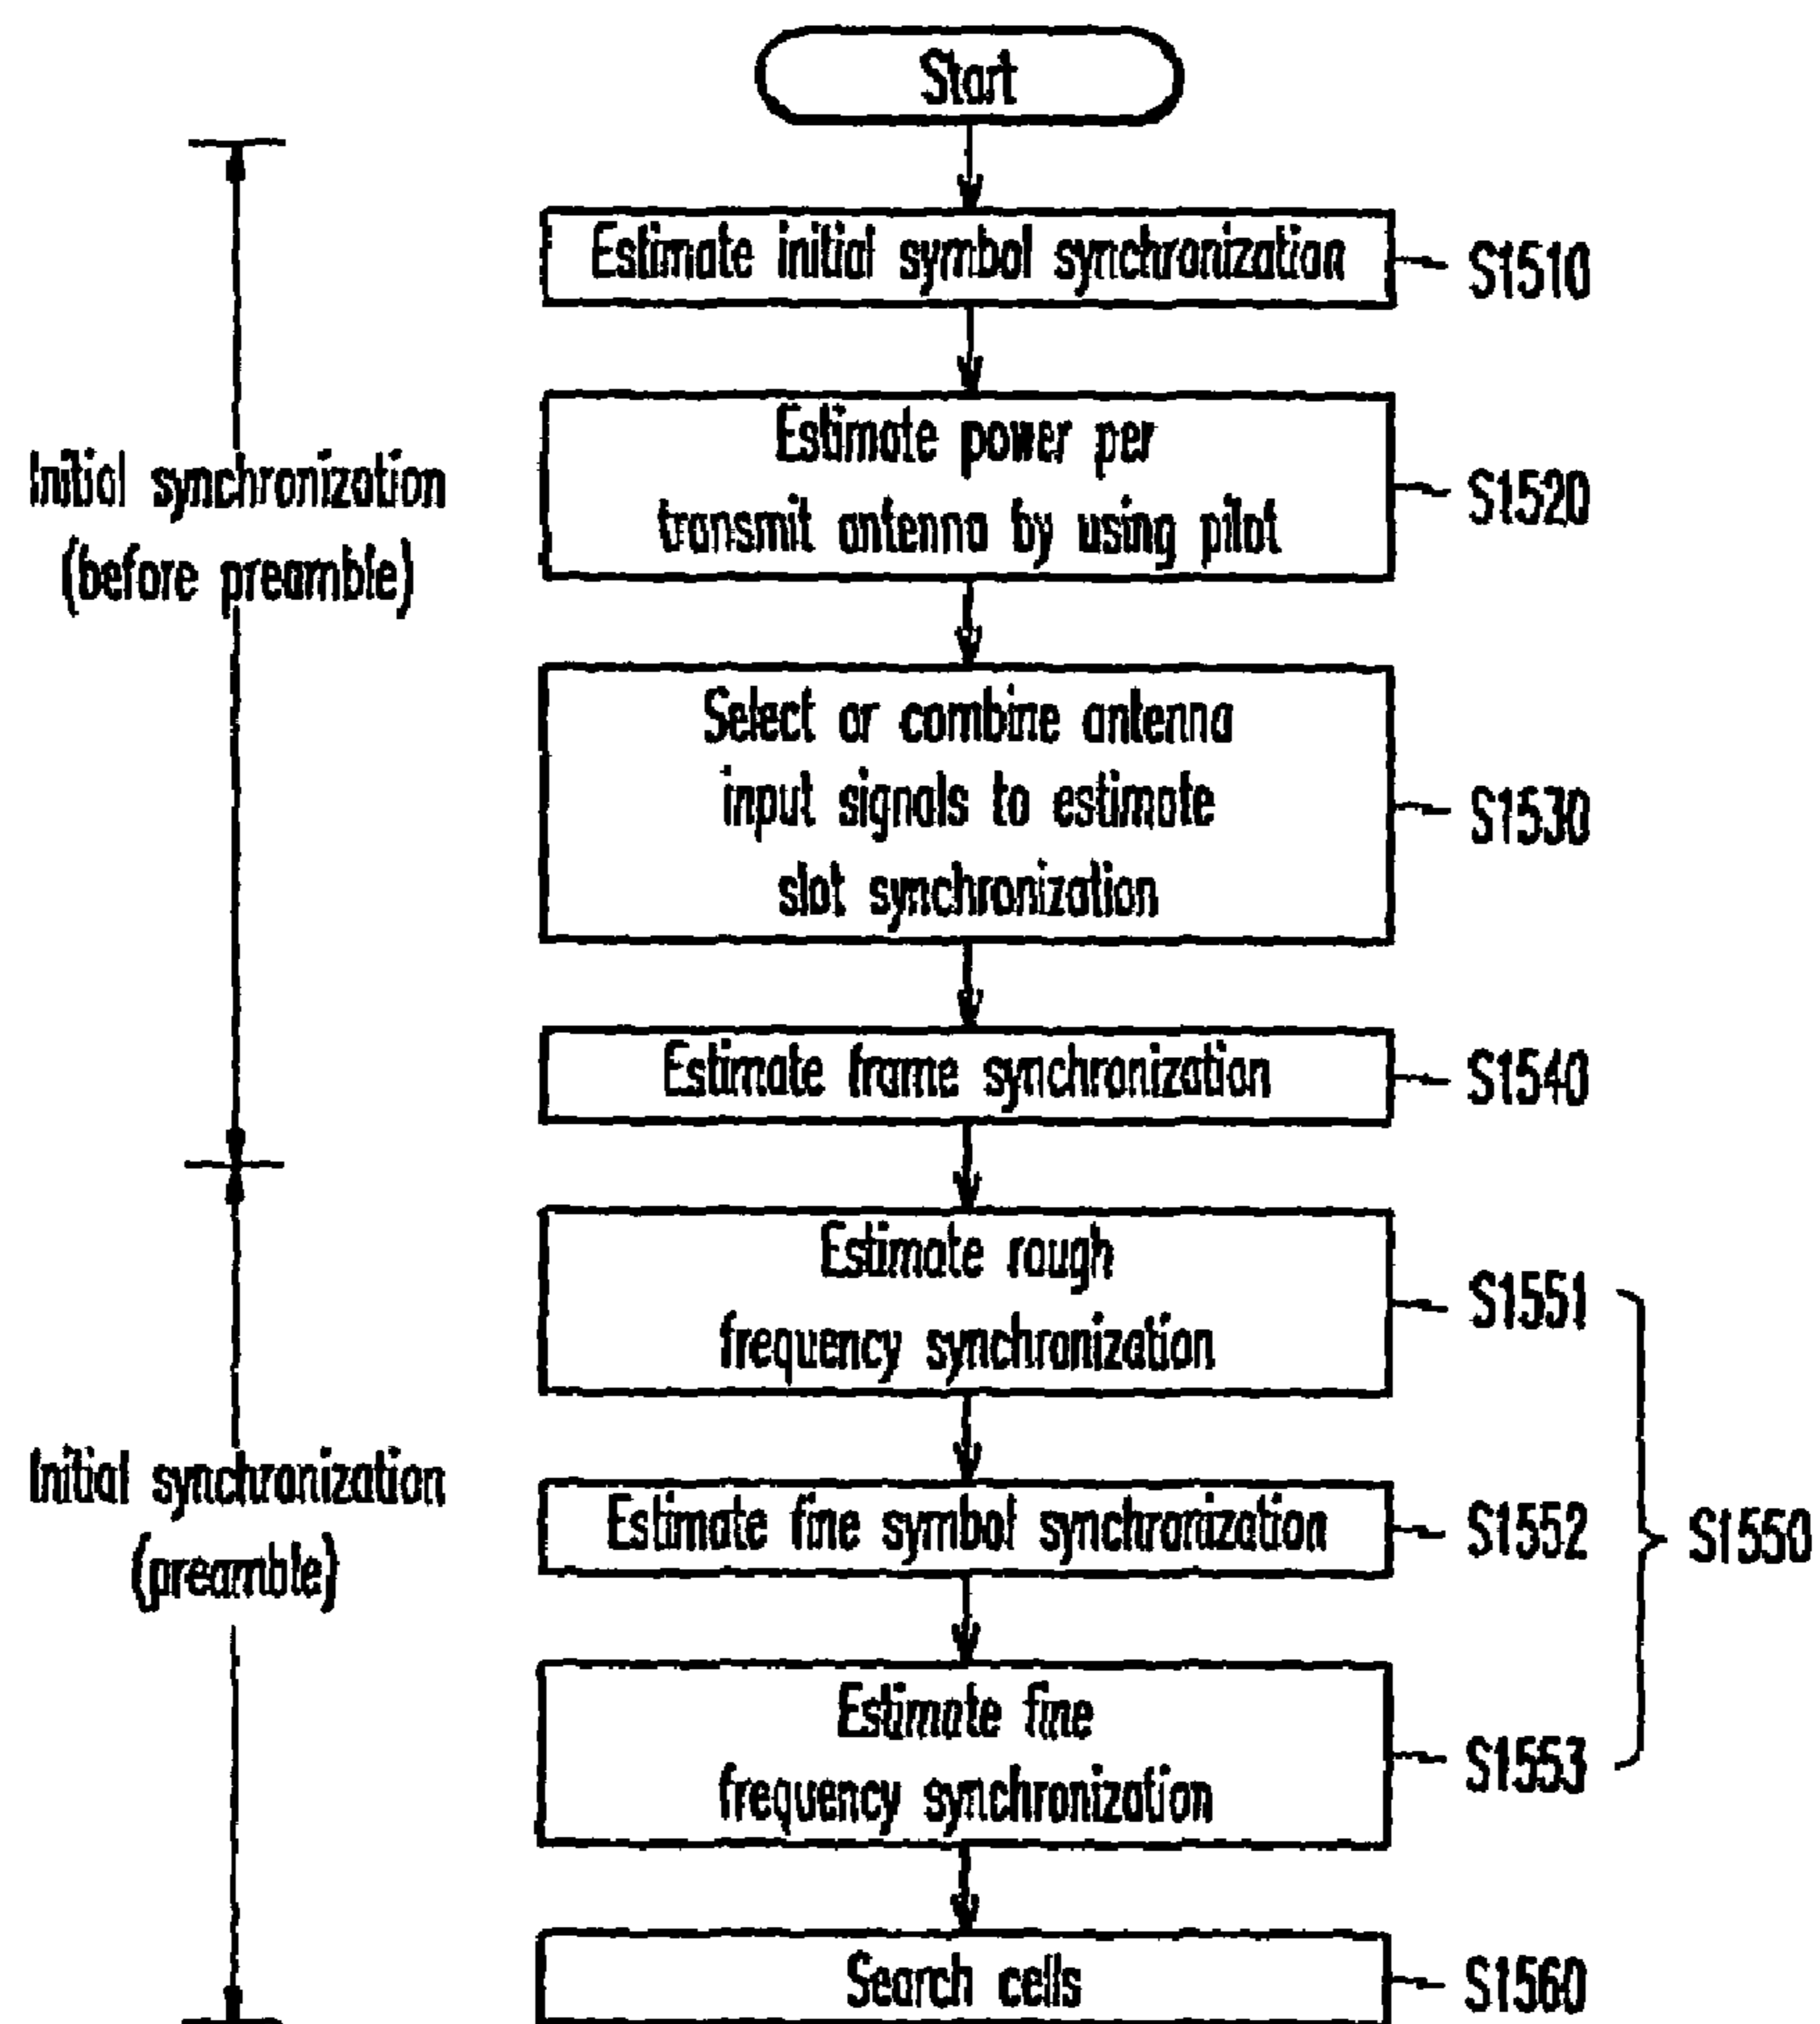 Start
Estimate initial symbol synchronization
S1510
Estimate power per
transmit antenna by using pilot
S1520
Initial synchronization
(before preamble)
Select or combine antenna
input signals to estimate
slot synchronization
S1530
Estimate frame synchronization
S1540
Estimate rough
frequency synchronization
S1551
Initial synchronization
(preamble)
Estimate fine symbol synchronization
S1552
S1550
Estimate fine
frequency synchronization
S1553
Search cells
S1560